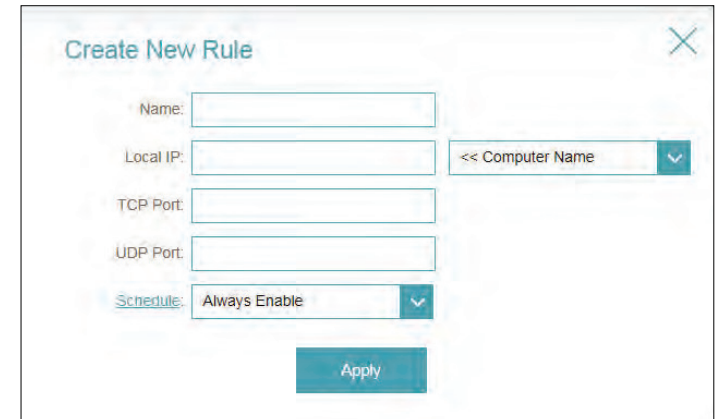 Create New Rule
Name:
Local IP: << Computer Name
TCP Port:
UDP Port:
Schedule: Always Enable
Apply